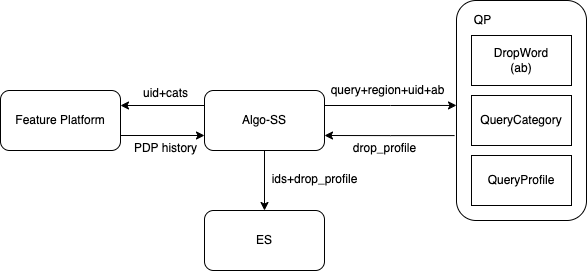 QP
DropWord
(ab)
uid+cats
query+region+uid+ab
Feature Platform
Algo-SS
QueryCategory
PDP history
drop_profile
ids+drop_profile
QueryProfile
ES